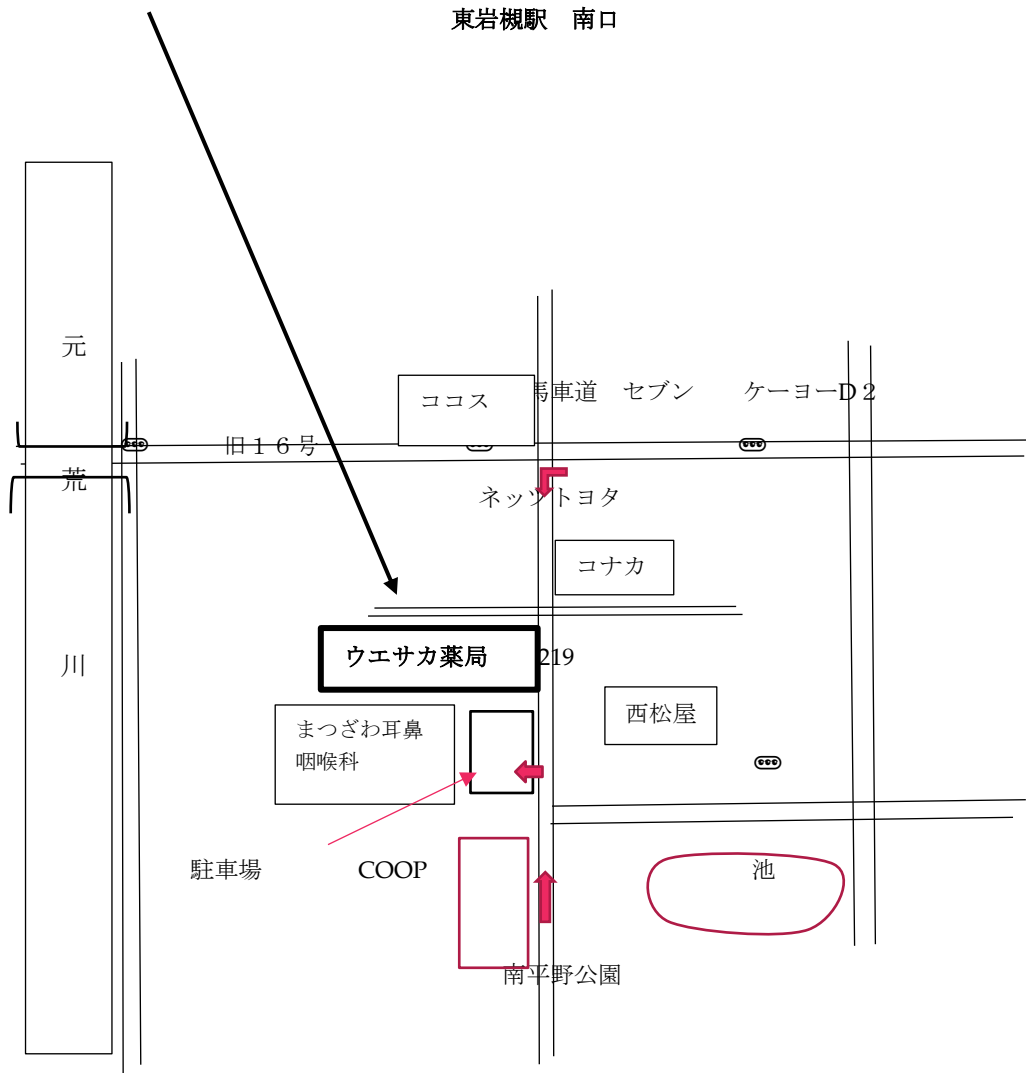 東岩槻駅　南口
元
荒
川
ココス
馬車道　セブン　　ケーヨーD２
旧１６号
ネッツトヨタ
コナカ
ウエサカ薬局
219
西松屋
まつざわ耳鼻
咽喉科
駐車場
COOP
池
南平野公園